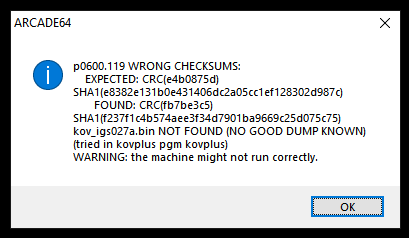 ARCADE64
p0600.119 WRONG CHECKSUMS:
EXPECTED: CRC(e4b0875d)
SHA1(e8382e131b0e431406dc2a05cc1ef128302d987c)
FOUND: CRC(fb7be3c5)
SHA1(f237f1c4b574aee3f34d7901ba9669c25d075c75)
kov_igs027a.bin NOT FOUND (NO GOOD DUMP KNOWN)
(tried in kovplus pgm kovplus)
WARNING: the machine might not run correctly.
OK